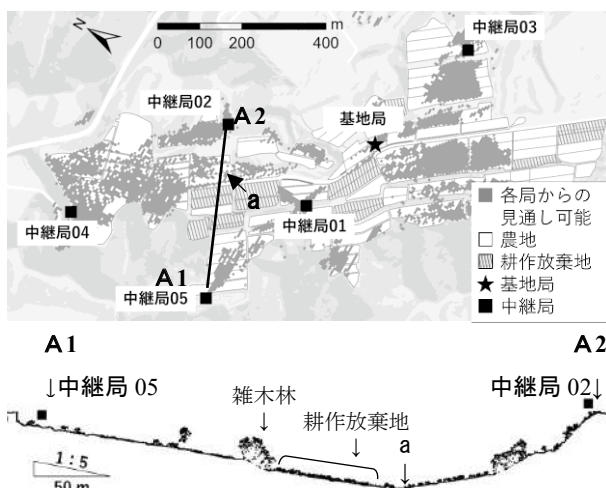 N
m
0 100 200 400
中継局03
中継局02
A2
基地局
a
中継局01
中継局04
A1
中継局05
各局からの
見通し可能
農地
耕作放棄地
基地局
中継局
A1
A2
↓中継局 05
中継局 02↓
雑木林
耕作放棄地
a
1:5
50 m